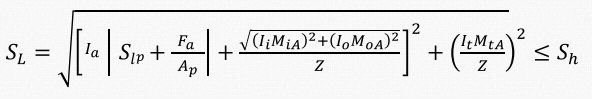 $S_L = \sqrt{\left[ I_a \left| S_{lp} + \frac{F_a}{A_p} \right| + \frac{\sqrt{(I_i M_{iA})^2 + (I_o M_{oA})^2}}{Z} \right]^2 + \left( \frac{I_t M_{tA}}{Z} \right)^2} \leq S_h$